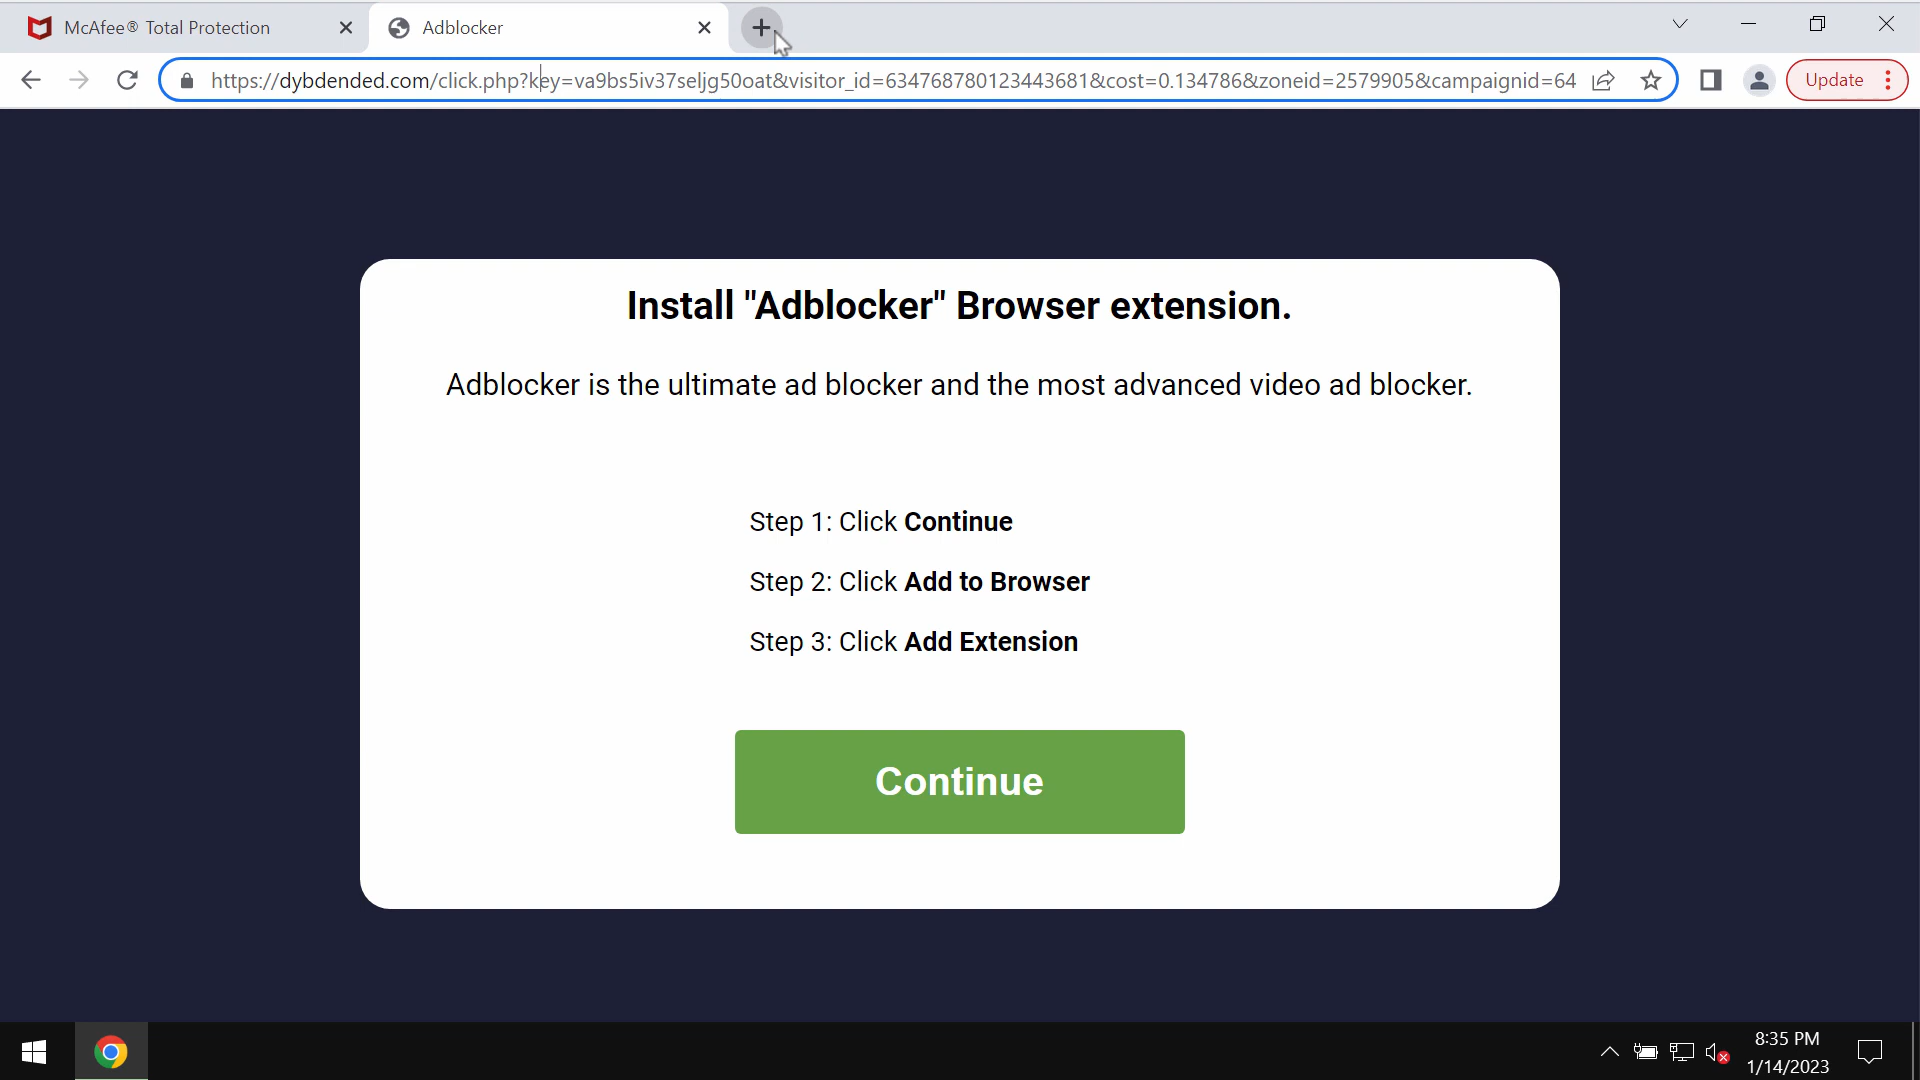 McAfee® Total Protection
Adblocker
https://dybdended.com/click.php?key=va9bs5iv37seljg50oat&visitor_id=634768780123443681&cost=0.134786&zoneid=2579905&campaignid=64
Update
Install "Adblocker" Browser extension.
Adblocker is the ultimate ad blocker and the most advanced video ad blocker.
Step 1: Click Continue
Step 2: Click Add to Browser
Step 3: Click Add Extension
Continue
8:35 PM
1/14/2023